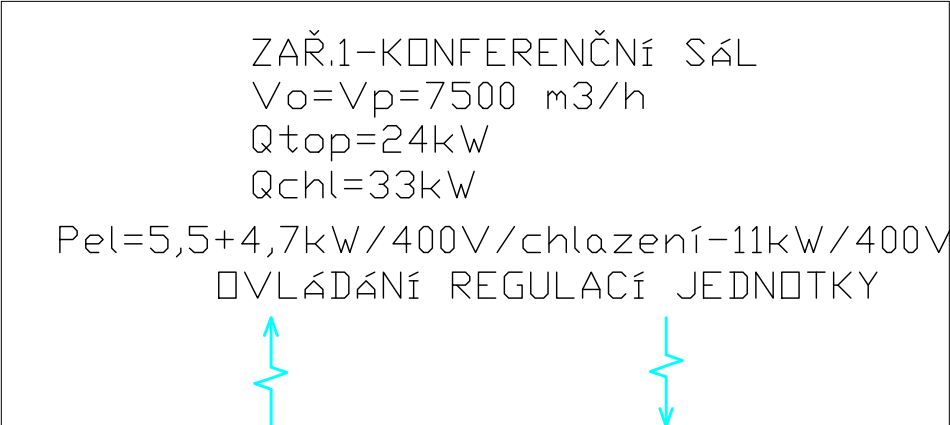 ZAŘ.1-KONFERENČNí SáL
Vo=Vp=7500 m3/h
Qtop=24kW
Qchl=33kW
Pel=5,5+4,7kW/400V/chlazení-11kW/400V
OVLáDáNí REGULACí JEDNOTKY